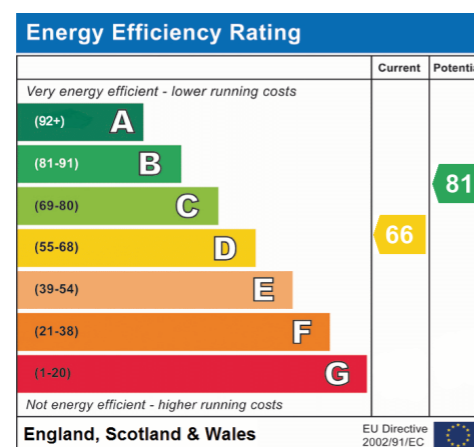 Energy Efficiency Rating
Current Potenti
Very energy efficient - lower running costs
(92+) A
(81-91) B
81
(69-80) C
(55-68) D
66
(39-54) E
(21-38) F
(1-20) G
Not energy efficient - higher running costs
England, Scotland & Wales
EU Directive
2002/91/EC